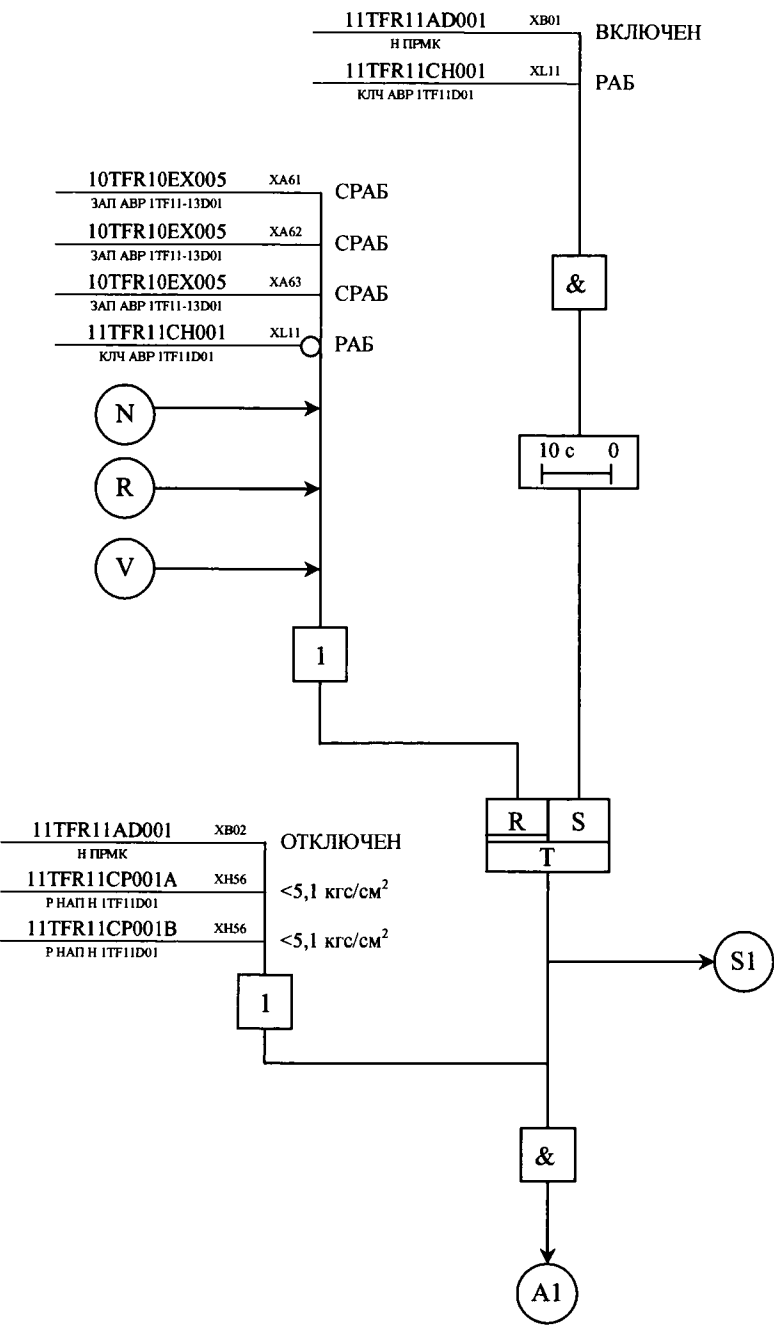 11TFR11AD001 XB01 ВКЛЮЧЕН
Н ПРМК
11TFR11CH001 XL11 РАБ
КЛЧ АВР 1TF11D01
10TFR10EX005 XA61 СРАБ
ЗАП АВР 1TF11-13D01
10TFR10EX005 XA62 СРАБ
ЗАП АВР 1TF11-13D01
10TFR10EX005 XA63 СРАБ
ЗАП АВР 1TF11-13D01
11TFR11CH001 XL11 РАБ
КЛЧ АВР 1TF11D01
&
N
10 с 0
R
V
1
R S
T
11TFR11AD001 XB02 ОТКЛЮЧЕН
Н ПРМК
11TFR11CP001A XH56 <5,1 кгс/см²
Р НАП Н 1TF11D01
11TFR11CP001B XH56 <5,1 кгс/см²
Р НАП Н 1TF11D01
S1
1
&
A1